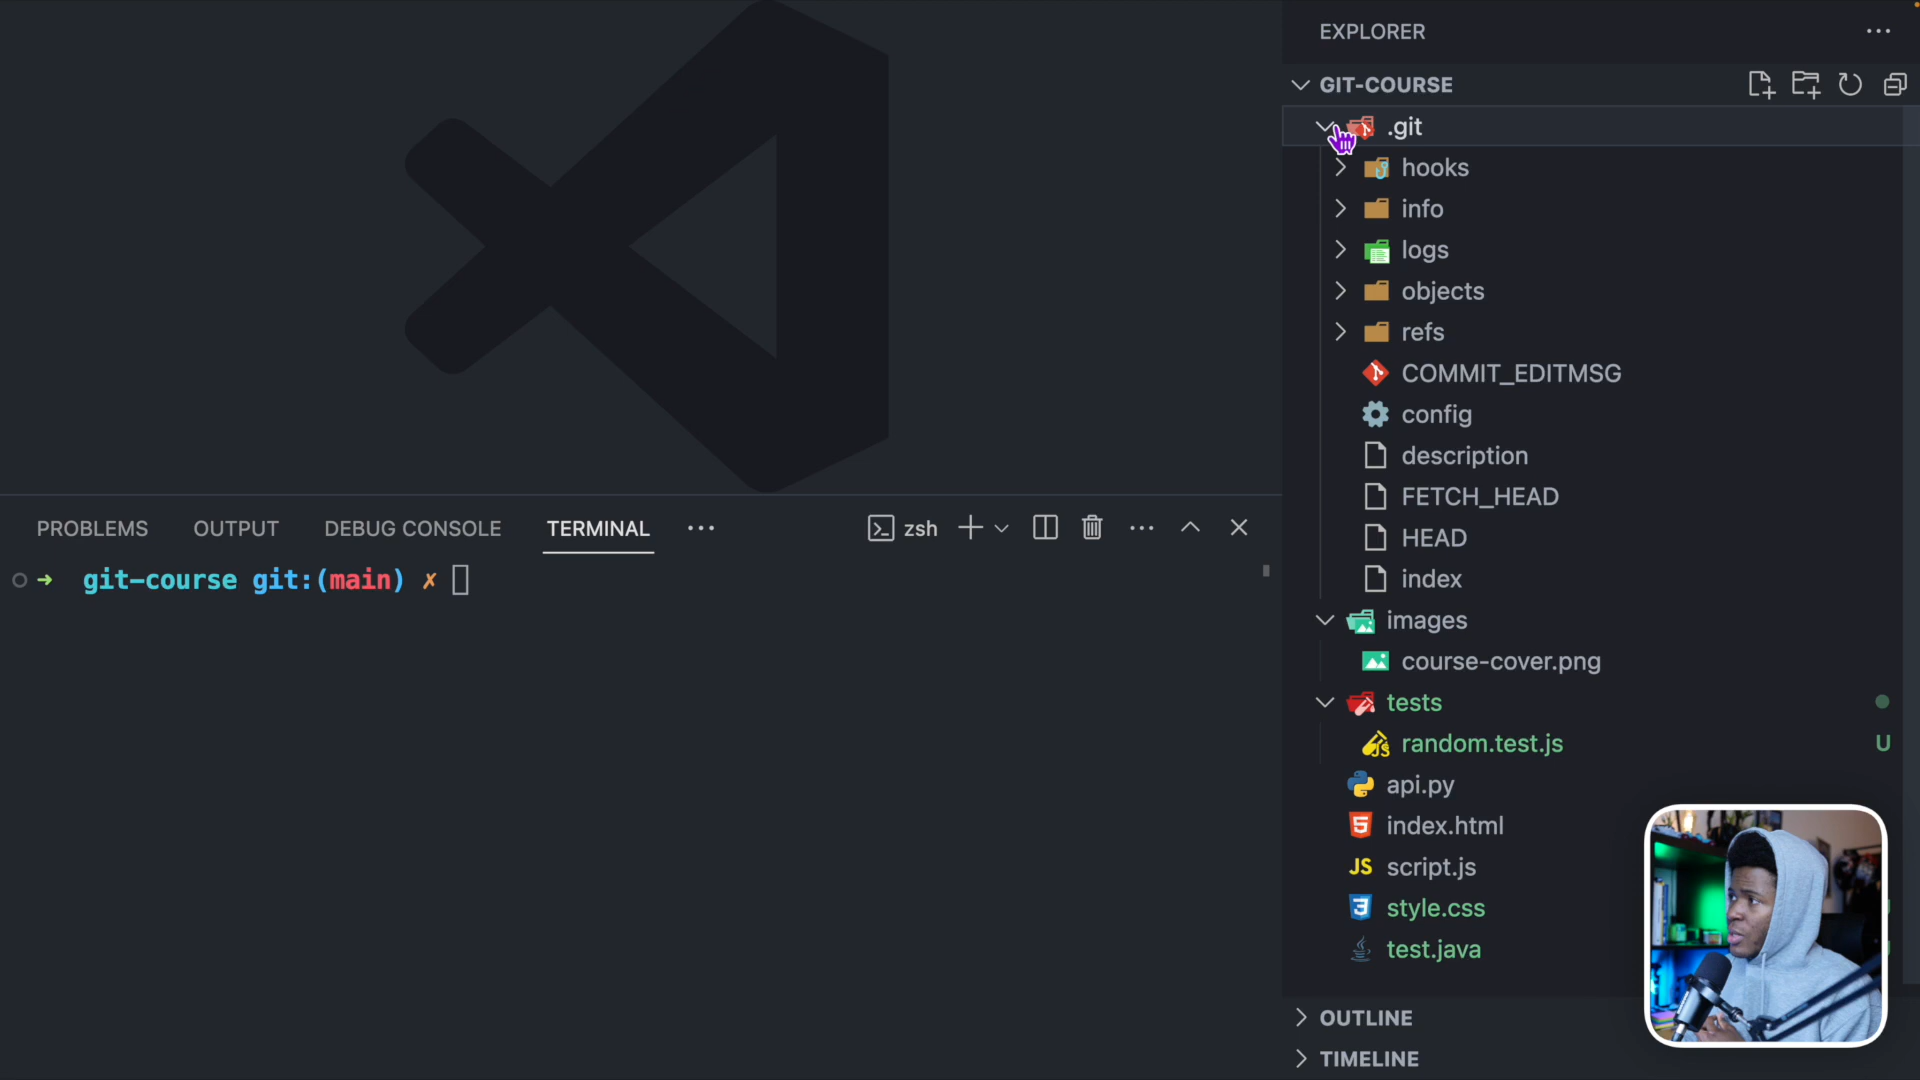 EXPLORER
GIT-COURSE
.git
hooks
info
logs
objects
refs
COMMIT_EDITMSG
config
description
FETCH_HEAD
HEAD
index
images
course-cover.png
tests
random.test.js U
api.py
index.html
JS script.js
style.css
test.java
OUTLINE
TIMELINE
PROBLEMS OUTPUT DEBUG CONSOLE TERMINAL zsh
git-course git:(main) ✗